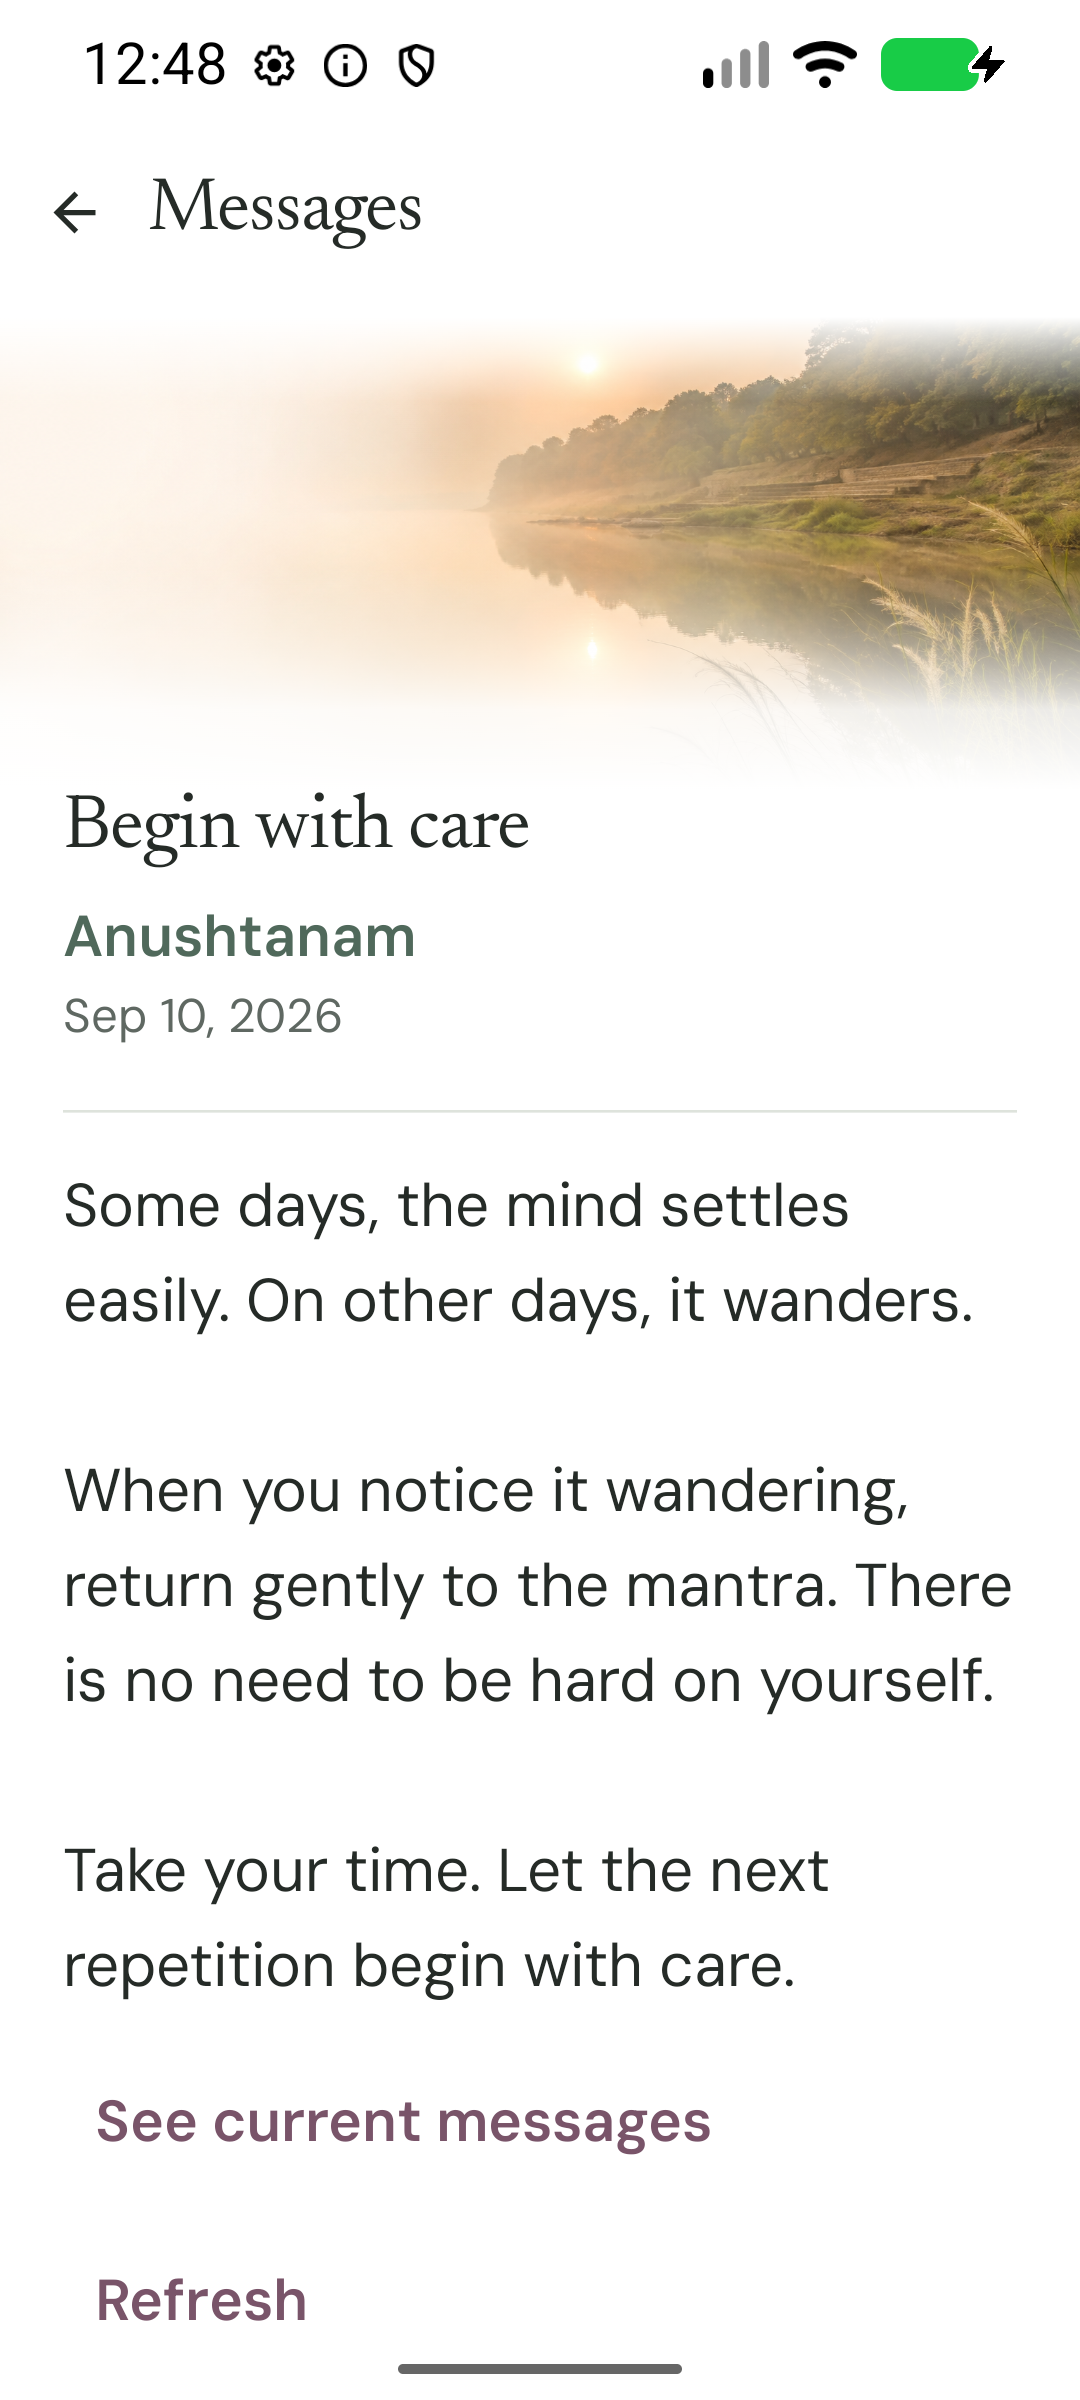 12:48
Messages
Begin with care
Anushtanam
Sep 10, 2026
Some days, the mind settles
easily. On other days, it wanders.
When you notice it wandering,
return gently to the mantra. There
is no need to be hard on yourself.
Take your time. Let the next
repetition begin with care.
See current messages
Refresh